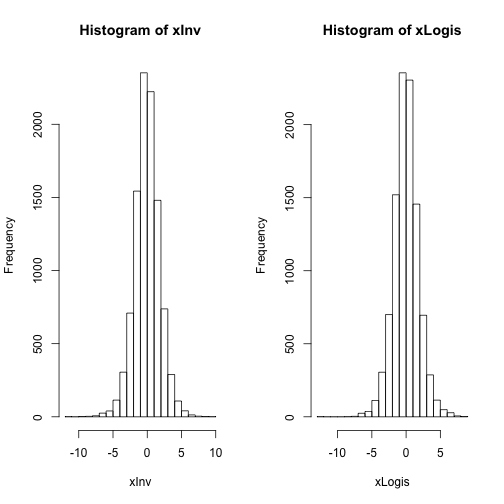 Histogram of xInv
Frequency
0 500 1000 1500 2000
-10 -5 0 5 10
xInv
Histogram of xLogis
Frequency
0 500 1000 1500 2000
-10 -5 0 5
xLogis